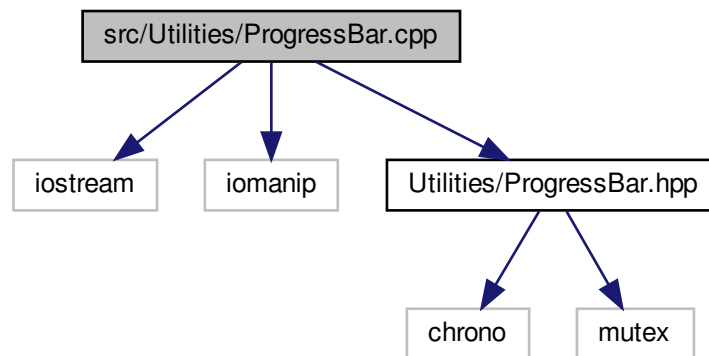 src/Utilities/ProgressBar.cpp
iostream
iomanip
Utilities/ProgressBar.hpp
chrono
mutex